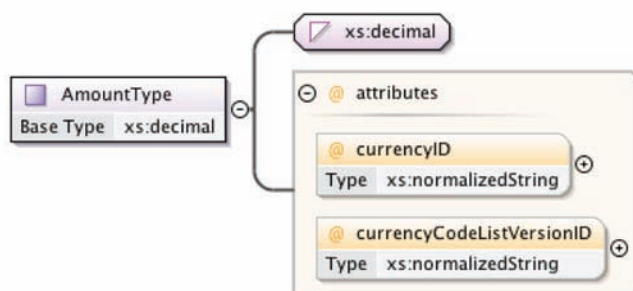 xs:decimal
AmountType
Base Type xs:decimal
@ attributes
@ currencyID
Type xs:normalizedString
@ currencyCodeListVersionID
Type xs:normalizedString